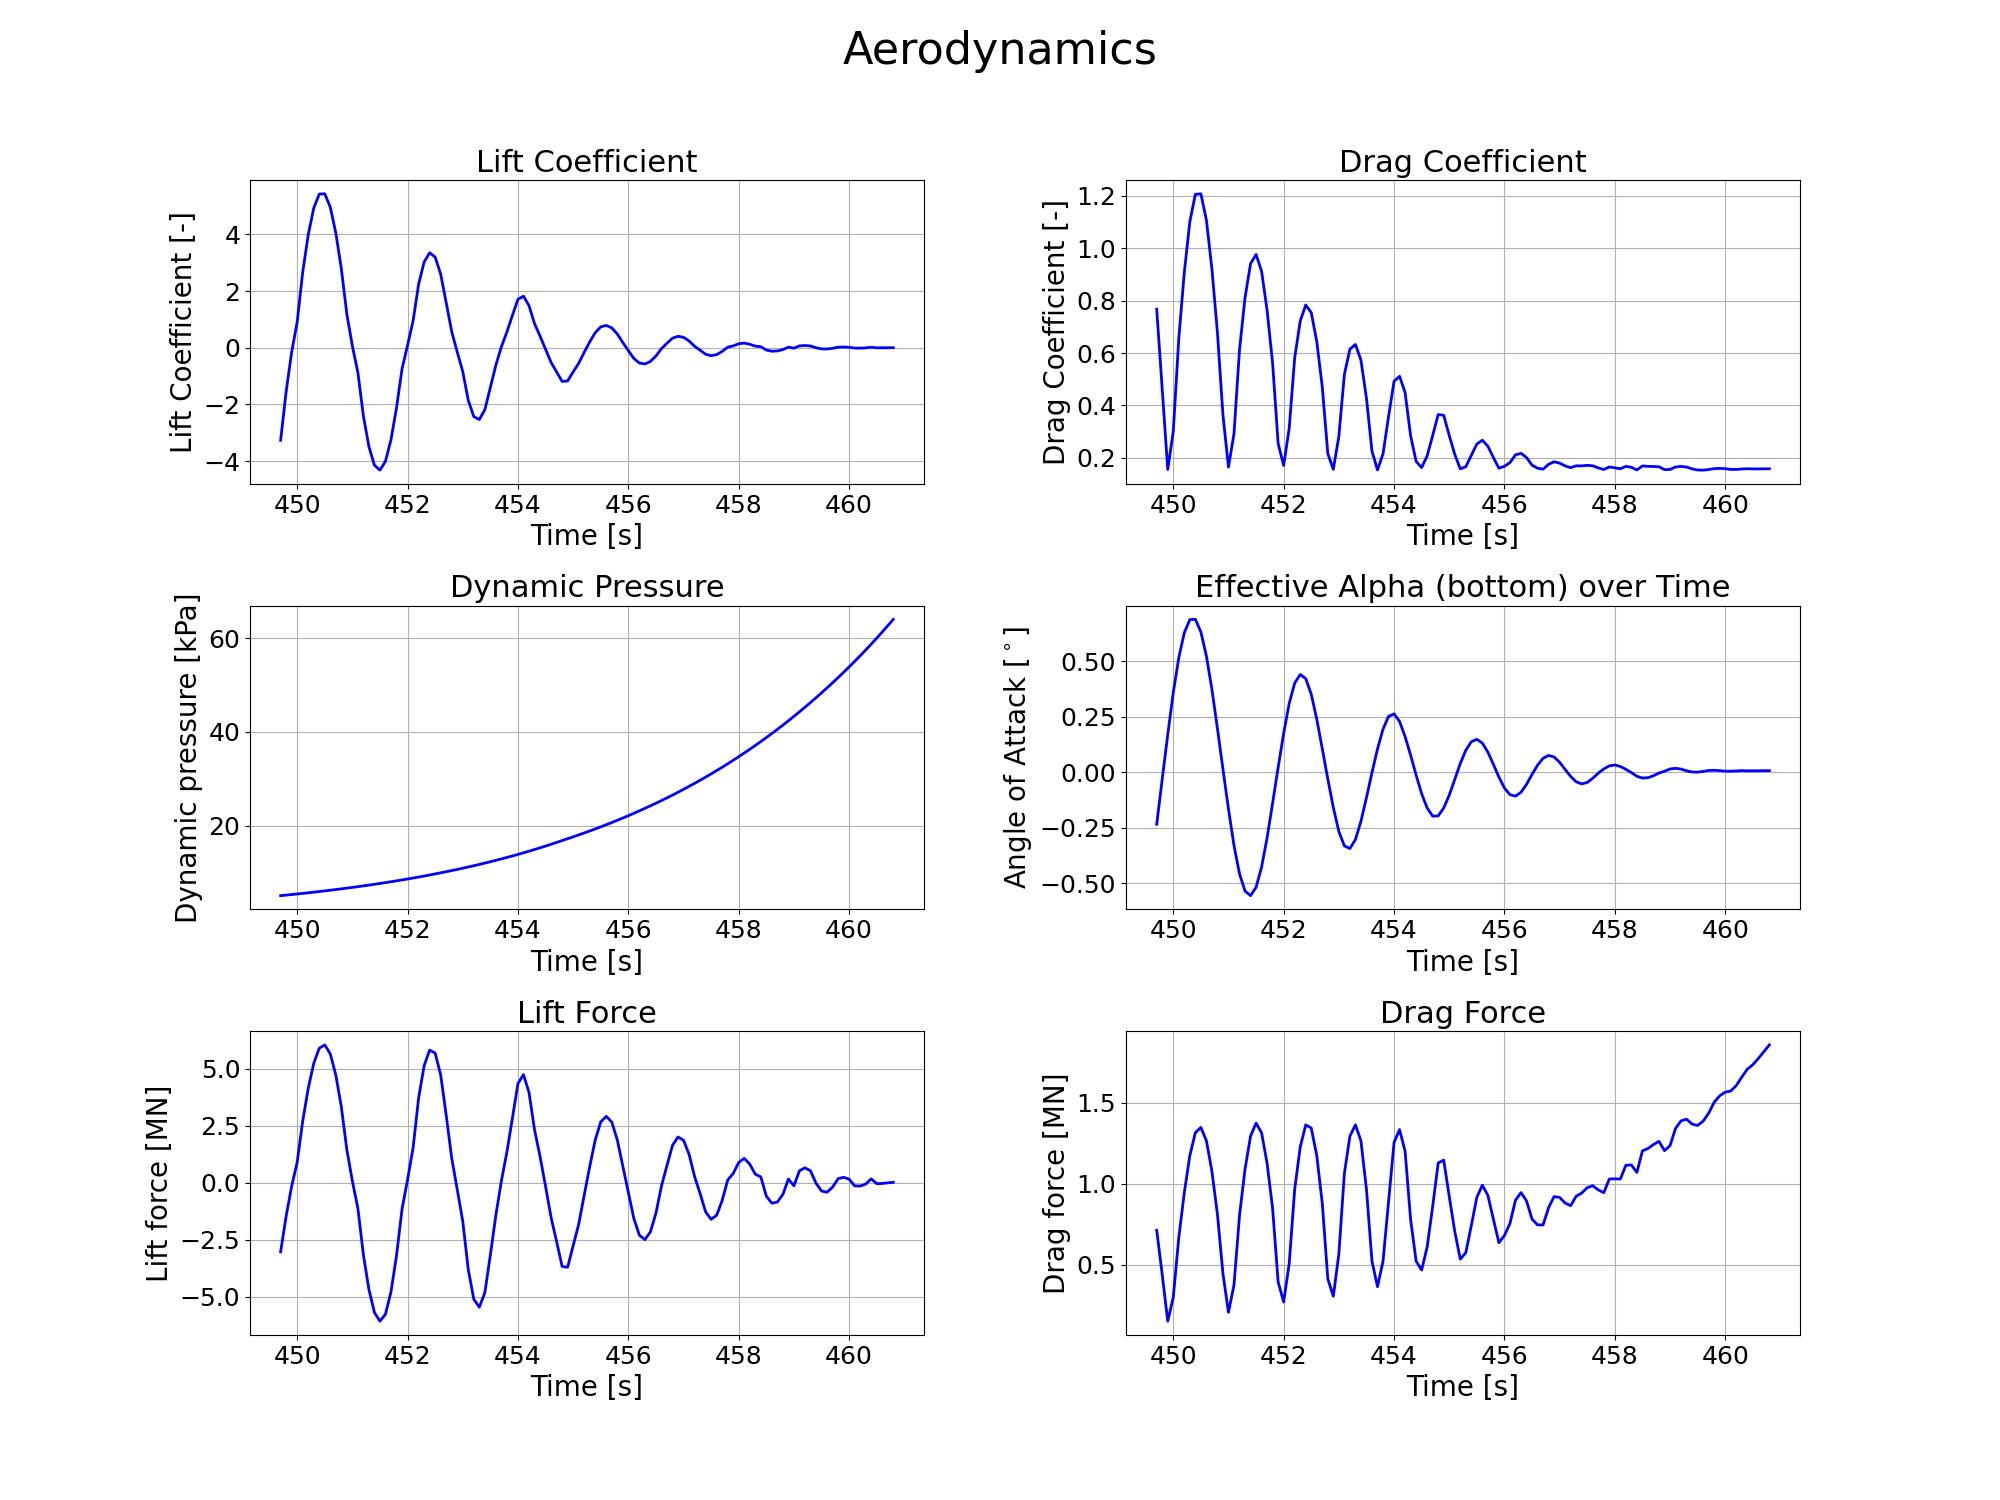 Aerodynamics
Lift Coefficient
Lift Coefficient [-]
4
2
0
−2
−4
450 452 454 456 458 460
Time [s]
Drag Coefficient
Drag Coefficient [-]
1.2
1.0
0.8
0.6
0.4
0.2
450 452 454 456 458 460
Time [s]
Dynamic Pressure
Dynamic pressure [kPa]
60
40
20
450 452 454 456 458 460
Time [s]
Effective Alpha (bottom) over Time
Angle of Attack [°]
0.50
0.25
0.00
−0.25
−0.50
450 452 454 456 458 460
Time [s]
Lift Force
Lift force [MN]
5.0
2.5
0.0
−2.5
−5.0
450 452 454 456 458 460
Time [s]
Drag Force
Drag force [MN]
1.5
1.0
0.5
450 452 454 456 458 460
Time [s]